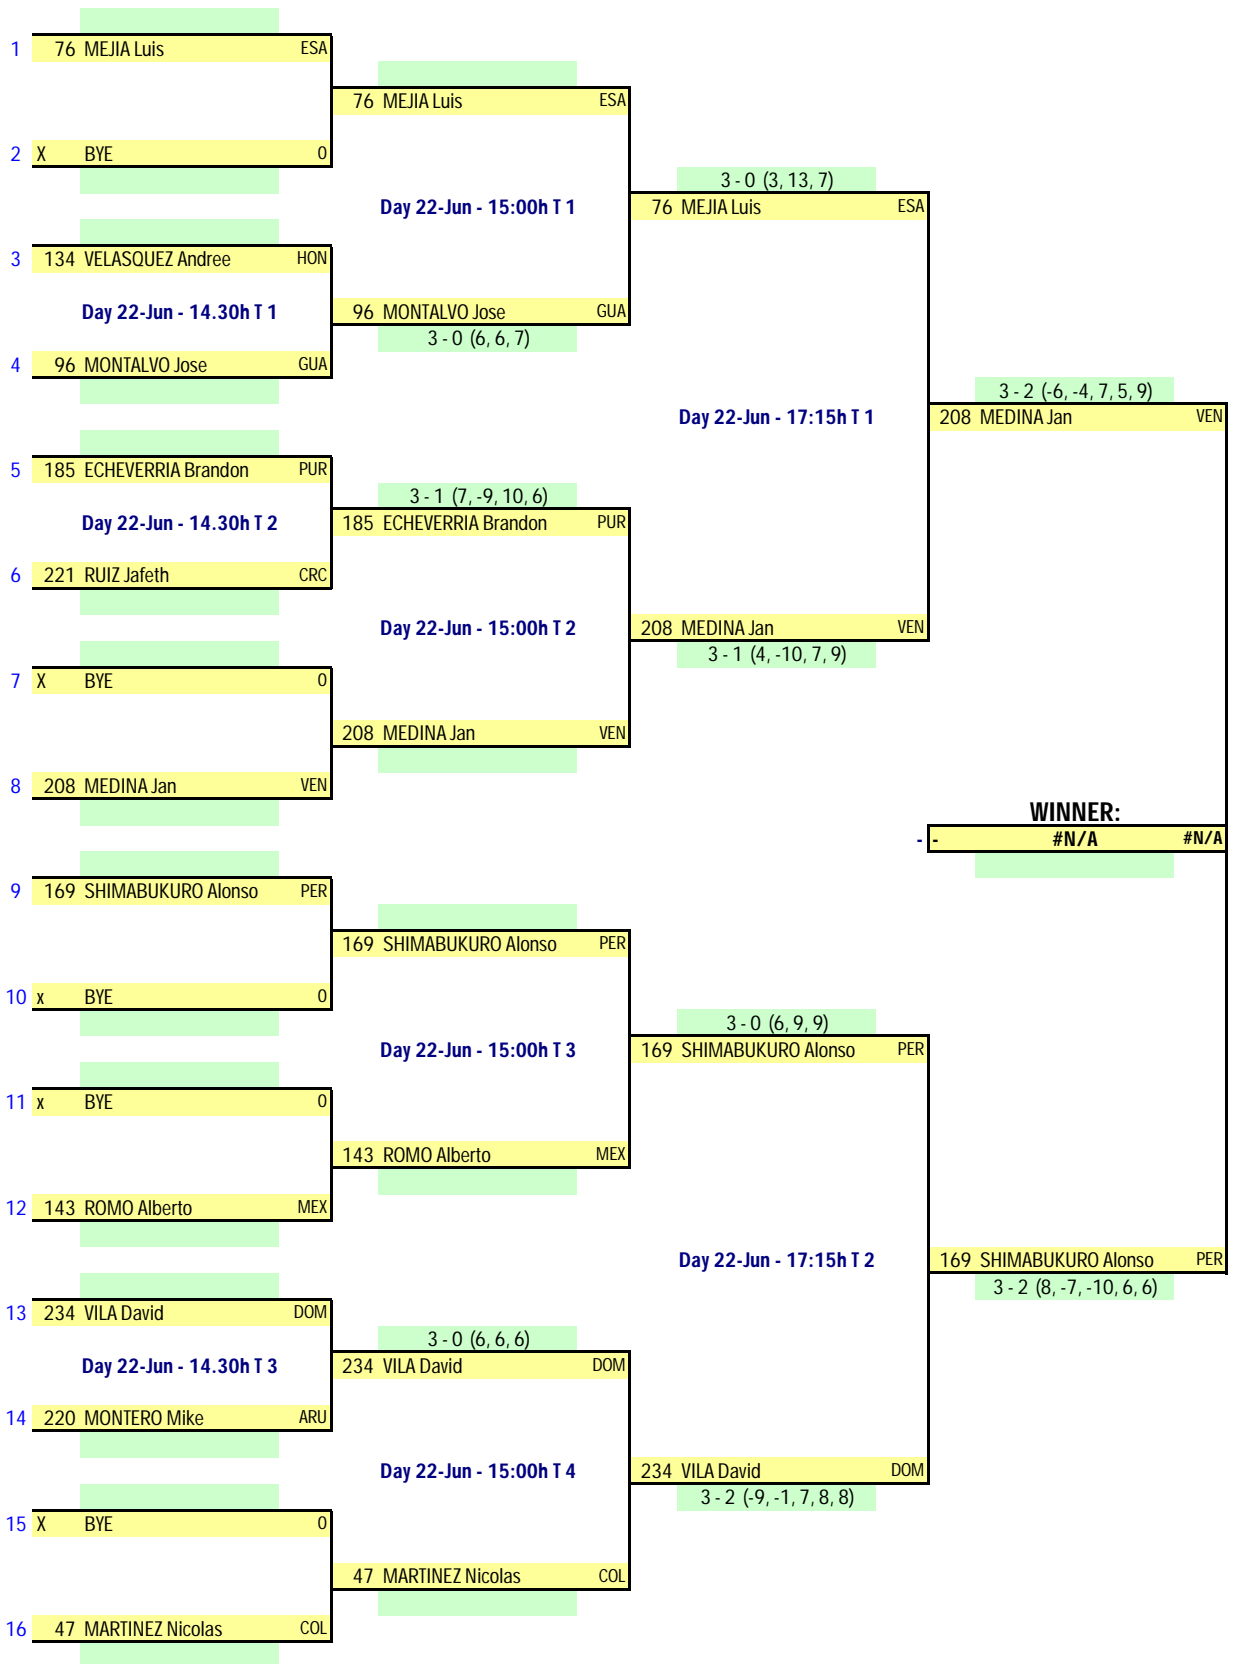 1 76 MEJIA Luis ESA
76 MEJIA Luis ESA
2 X BYE 0
3 - 0 (3, 13, 7)
Day 22-Jun - 15:00h T 1
76 MEJIA Luis ESA
3 134 VELASQUEZ Andree HON
Day 22-Jun - 14.30h T 1
96 MONTALVO Jose GUA
3 - 0 (6, 6, 7)
4 96 MONTALVO Jose GUA
3 - 2 (-6, -4, 7, 5, 9)
Day 22-Jun - 17:15h T 1
208 MEDINA Jan VEN
5 185 ECHEVERRIA Brandon PUR
3 - 1 (7, -9, 10, 6)
Day 22-Jun - 14.30h T 2
185 ECHEVERRIA Brandon PUR
6 221 RUIZ Jafeth CRC
Day 22-Jun - 15:00h T 2
208 MEDINA Jan VEN
3 - 1 (4, -10, 7, 9)
7 X BYE 0
208 MEDINA Jan VEN
8 208 MEDINA Jan VEN
WINNER:
- - #N/A #N/A
9 169 SHIMABUKURO Alonso PER
169 SHIMABUKURO Alonso PER
10 x BYE 0
3 - 0 (6, 9, 9)
Day 22-Jun - 15:00h T 3
169 SHIMABUKURO Alonso PER
11 x BYE 0
143 ROMO Alberto MEX
12 143 ROMO Alberto MEX
Day 22-Jun - 17:15h T 2
169 SHIMABUKURO Alonso PER
3 - 2 (8, -7, -10, 6, 6)
13 234 VILA David DOM
3 - 0 (6, 6, 6)
Day 22-Jun - 14.30h T 3
234 VILA David DOM
14 220 MONTERO Mike ARU
Day 22-Jun - 15:00h T 4
234 VILA David DOM
3 - 2 (-9, -1, 7, 8, 8)
15 X BYE 0
47 MARTINEZ Nicolas COL
16 47 MARTINEZ Nicolas COL